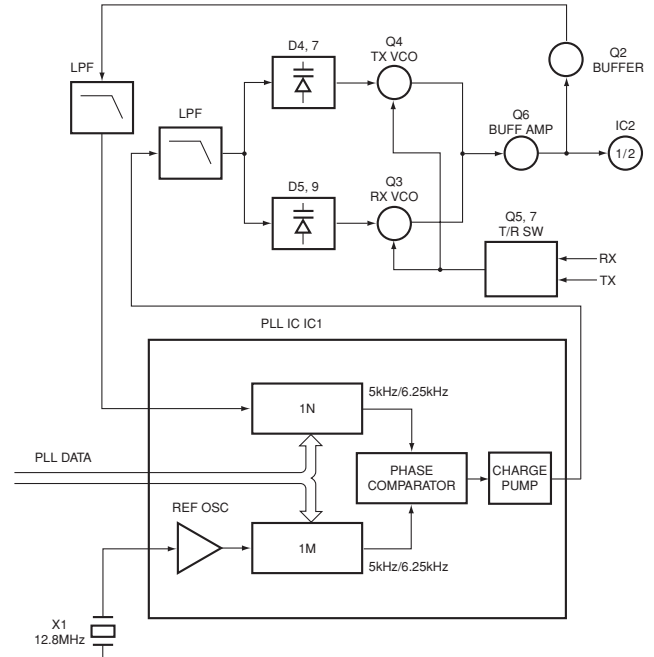 LPF
LPF
D4, 7
Q4
TX VCO
Q2
BUFFER
Q6
BUFF AMP
IC2
1/2
D5, 9
Q3
RX VCO
Q5, 7
T/R SW
RX
TX
PLL IC IC1
1N
5kHz/6.25kHz
PLL DATA
PHASE
COMPARATOR
CHARGE
PUMP
REF OSC
1M
5kHz/6.25kHz
X1
12.8MHz